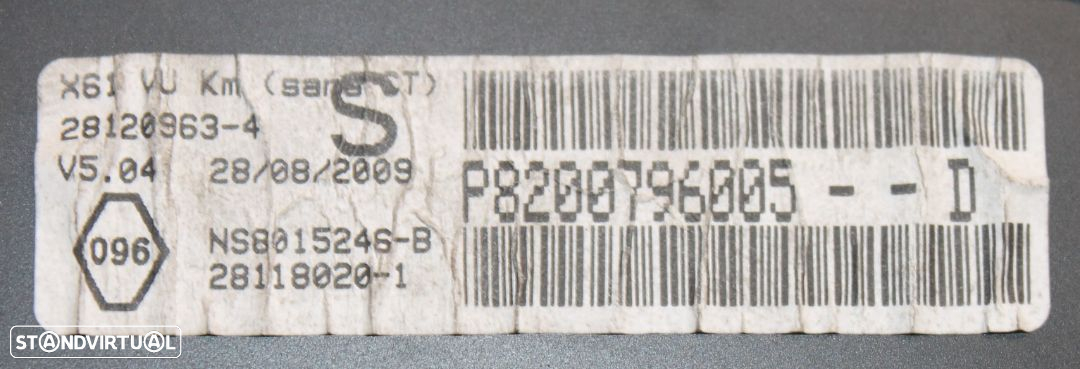 X61 VU Km (sans CT)
S
28120963-4
V5.04 28/08/2009
P8200796005 - - D
096
NS8015246-B
28118020-1
STANDVIRTUAL